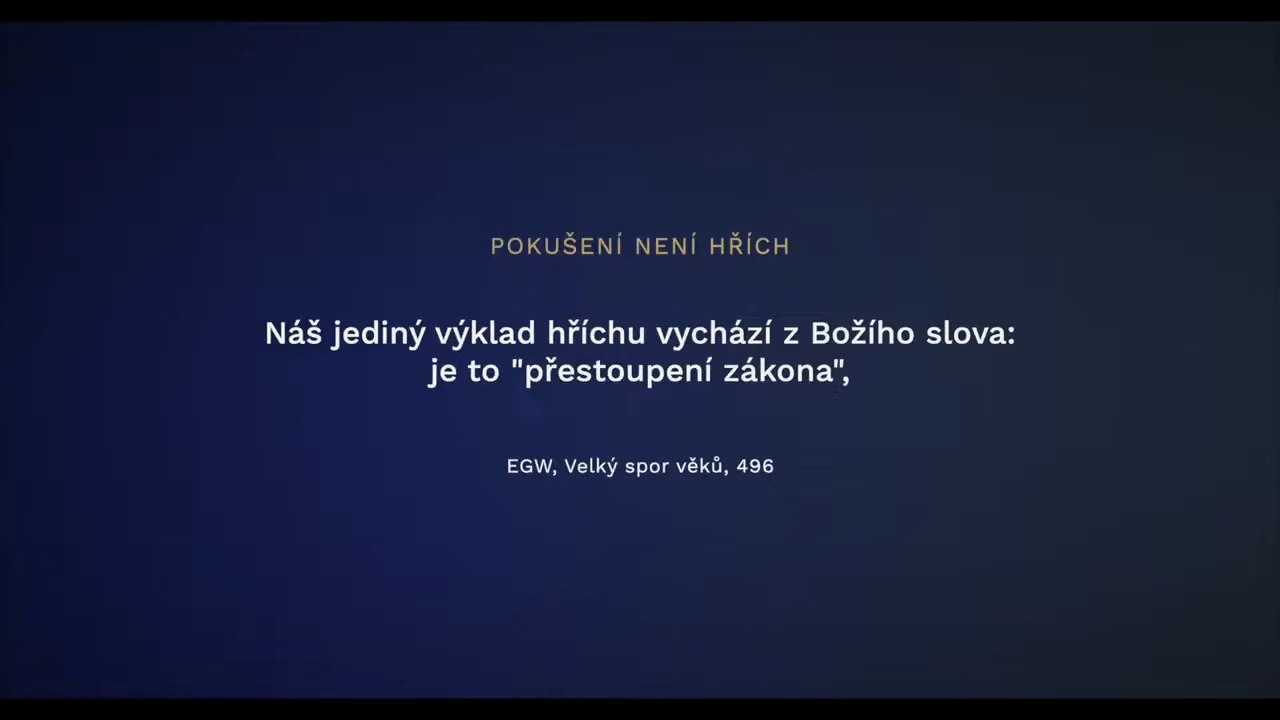 POKUŠENÍ NENÍ HŘÍCH
Náš jediný výklad hříchu vychází z Božího slova:
je to "přestoupení zákona",
EGW, Velký spor věků, 496